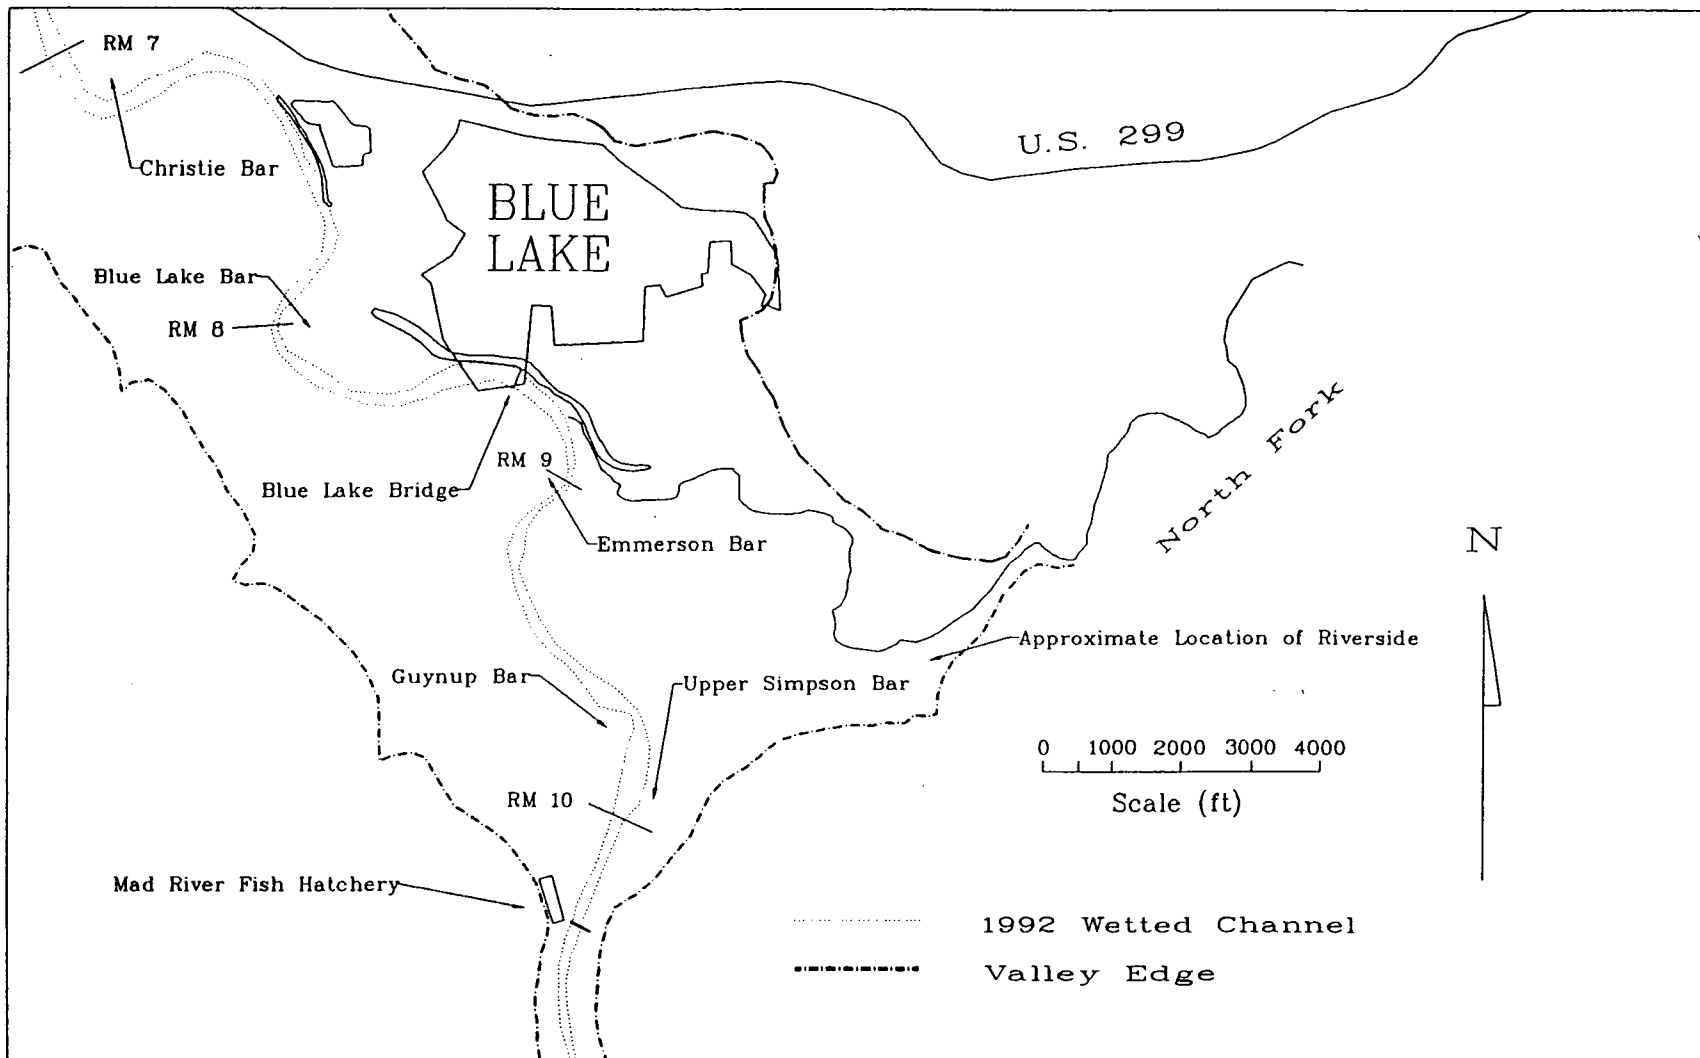 RM 7
Christie Bar
U.S. 299
BLUE
LAKE
Blue Lake Bar
RM 8
North Fork
RM 9
Blue Lake Bridge
Emmerson Bar
N
Approximate Location of Riverside
Guynup Bar
Upper Simpson Bar
0 1000 2000 3000 4000
Scale (ft)
RM 10
Mad River Fish Hatchery
1992 Wetted Channel
Valley Edge